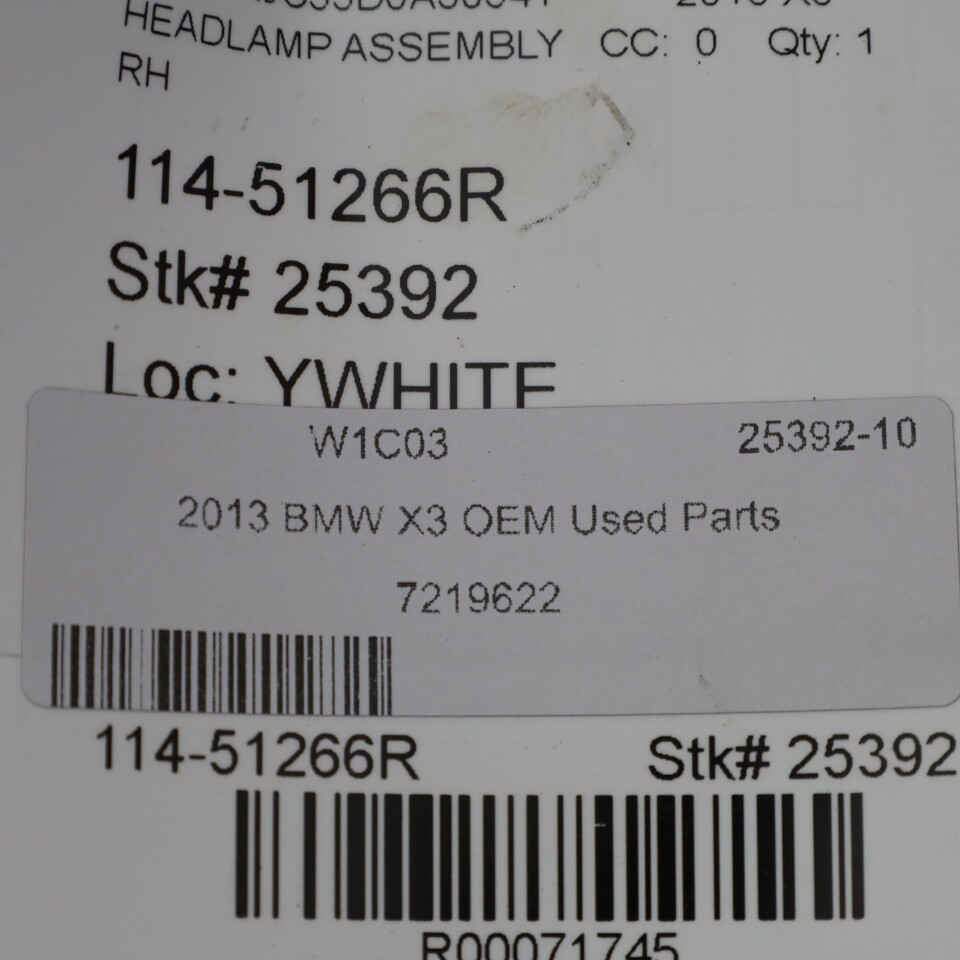 HEADLAMP ASSEMBLY CC: 0 Qty: 1
RH
114-51266R
Stk# 25392
Loc: YWHITE
W1C03 25392-10
2013 BMW X3 OEM Used Parts
7219622
114-51266R Stk# 25392
R00071745